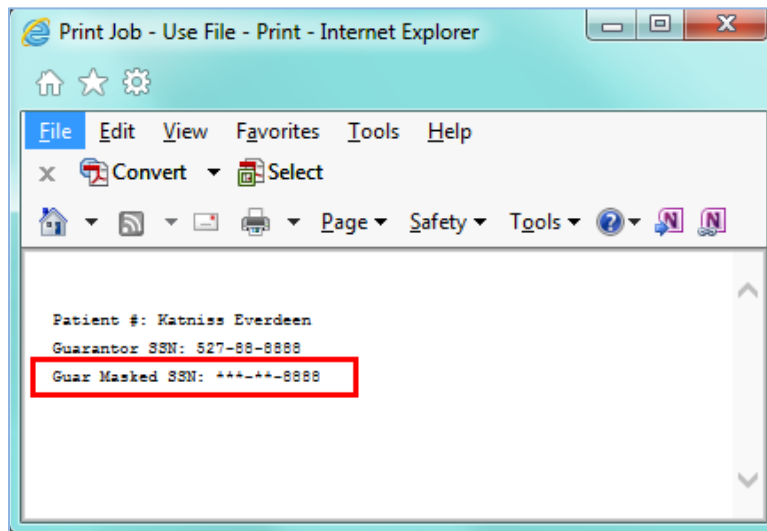 Print Job - Use File - Print - Internet Explorer
File Edit View Favorites Tools Help
x Convert Select
Page Safety Tools
Patient #: Katniss Everdeen
Guarantor SSN: 527-88-8888
Guar Masked SSN: ***-**-8888